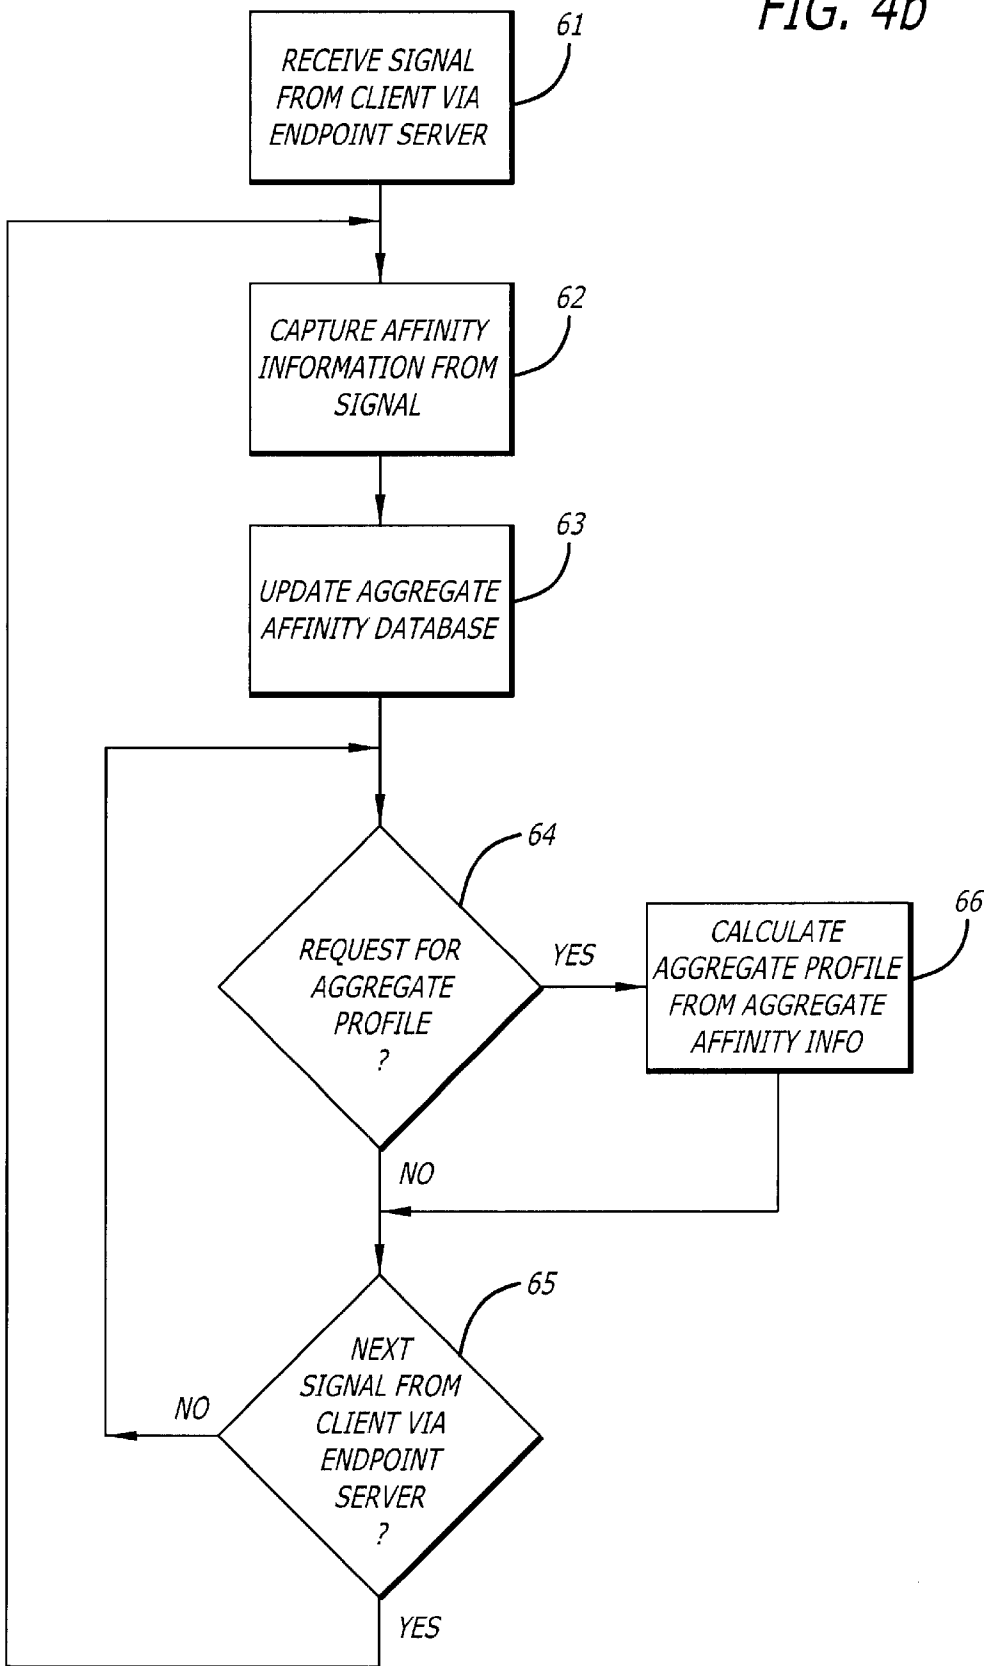 FIG. 4b
61
RECEIVE SIGNAL
FROM CLIENT VIA
ENDPOINT SERVER
62
CAPTURE AFFINITY
INFORMATION FROM
SIGNAL
63
UPDATE AGGREGATE
AFFINITY DATABASE
64
REQUEST FOR
AGGREGATE
PROFILE
?
YES
66
CALCULATE
AGGREGATE PROFILE
FROM AGGREGATE
AFFINITY INFO
NO
65
NEXT
SIGNAL FROM
CLIENT VIA
ENDPOINT
SERVER
?
NO
YES